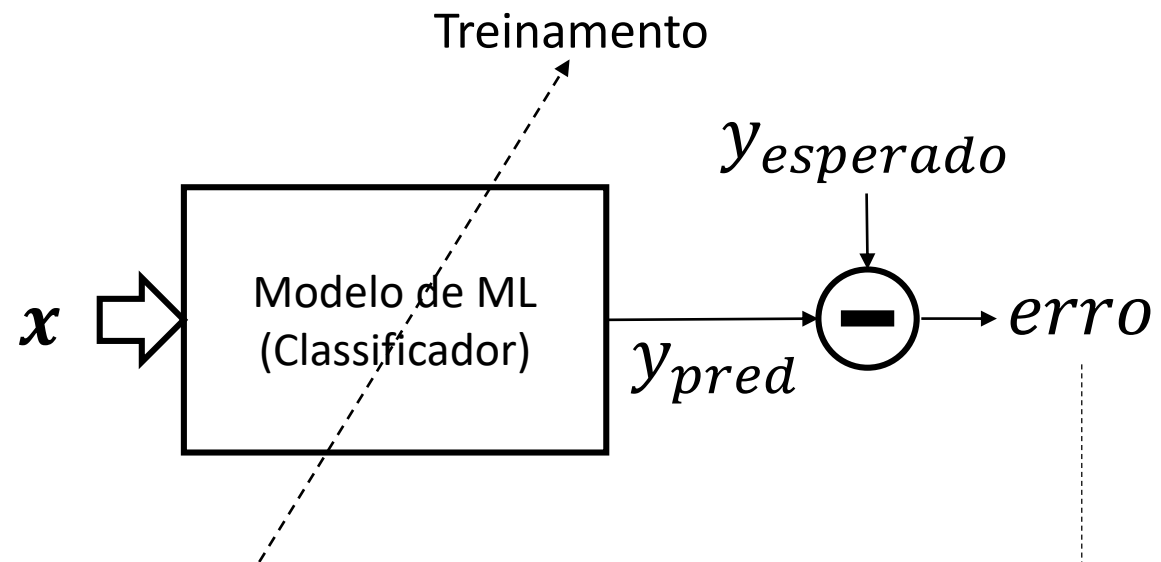 Treinamento
y_esperado
x
Modelo de ML
(Classificador)
y_pred
erro